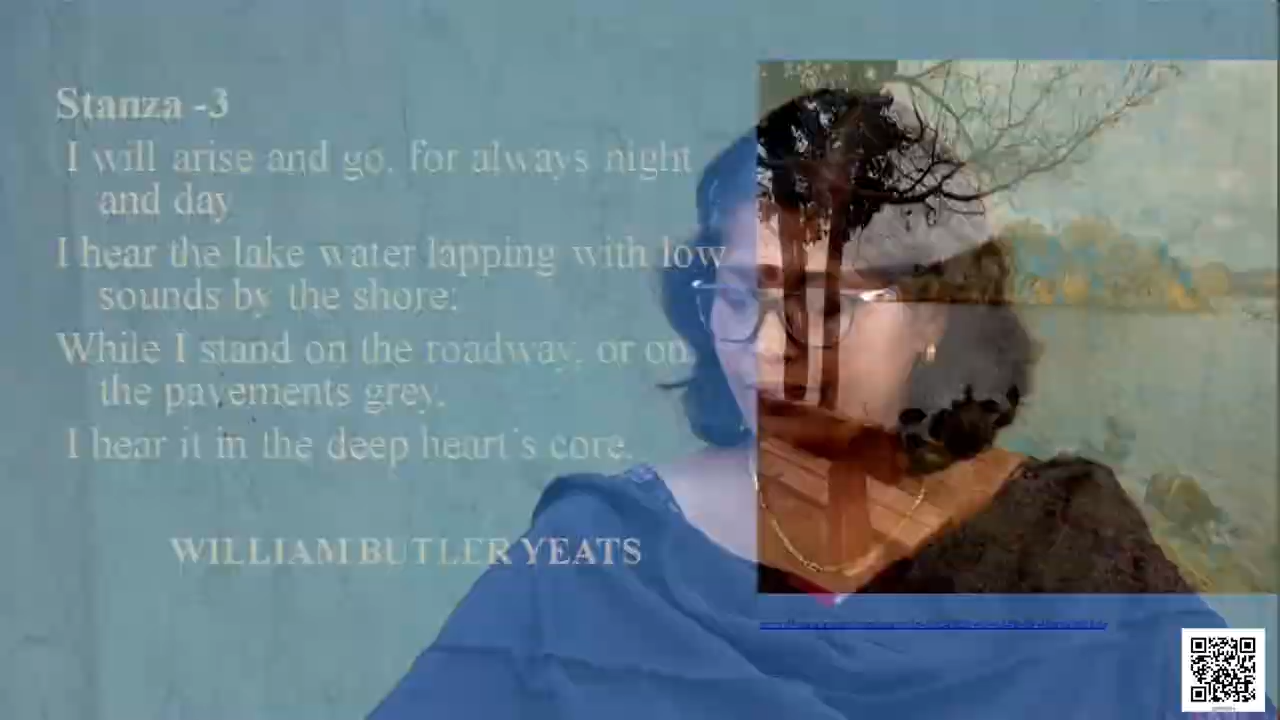 Stanza -3
I will arise and go, for always night
and day
I hear the lake water lapping with low
sounds by the shore;
While I stand on the roadway, or on
the pavements grey,
I hear it in the deep heart's core.
WILLIAM BUTLER YEATS